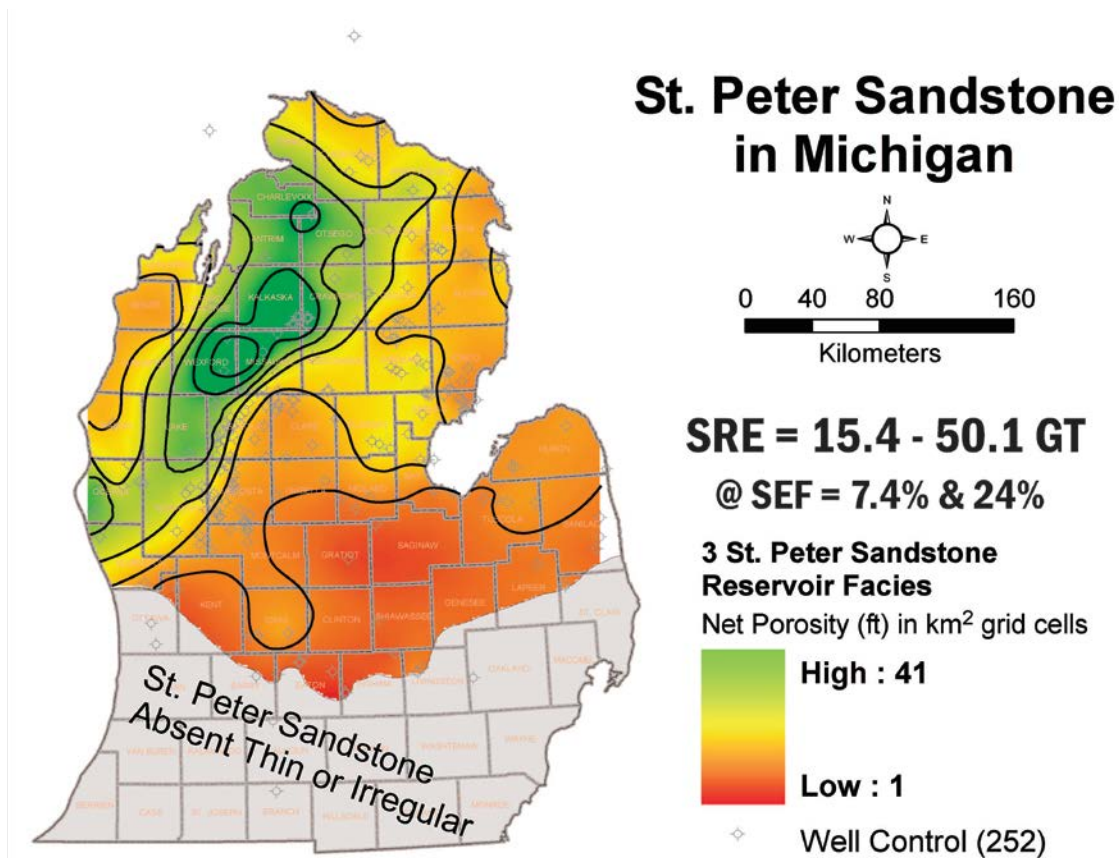 St. Peter Sandstone
in Michigan
N
W
E
S
0 40 80 160
Kilometers
SRE = 15.4 - 50.1 GT
@ SEF = 7.4% & 24%
3 St. Peter Sandstone
Reservoir Facies
Net Porosity (ft) in km² grid cells
High : 41
Low : 1
Well Control (252)
CHARLEVOIX
ANTRIM
OTSEGO
KALKASKA
WEXFORD
LAKE
CLARE
HURON
TUSCOLA
SANILAC
MONTCALM
GRATIOT
SAGINAW
LAPEER
GENESEE
KENT
IONIA
CLINTON
SHIAWASSEE
OTTAWA
ST. CLAIR
EATON
LIVINGSTON
OAKLAND
MACOMB
St. Peter Sandstone
Absent Thin or Irregular
VAN BUREN
WASHTENAW
WAYNE
BERRIEN
CASS
ST. JOSEPH
BRANCH
HILLSDALE
MONROE